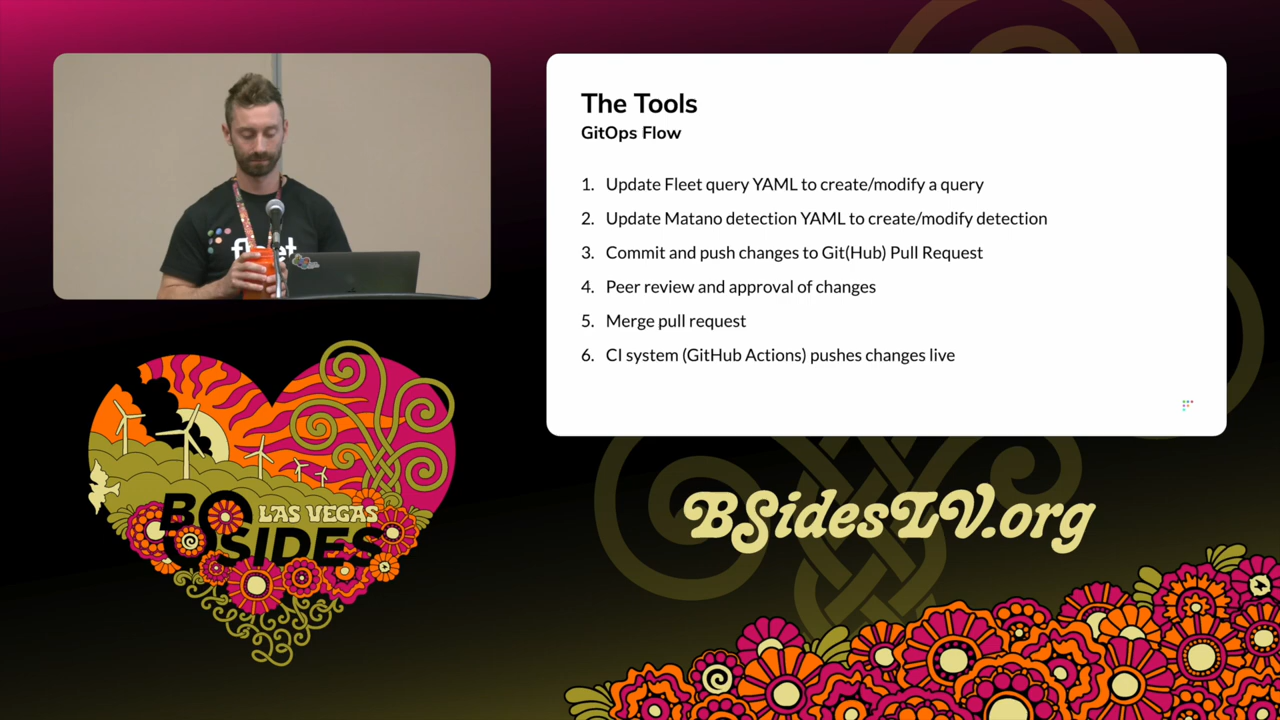 The Tools
GitOps Flow
1. Update Fleet query YAML to create/modify a query
2. Update Matano detection YAML to create/modify detection
3. Commit and push changes to Git(Hub) Pull Request
4. Peer review and approval of changes
5. Merge pull request
6. CI system (GitHub Actions) pushes changes live
fleet
BSIDES
LAS VEGAS
23
BSidesLV.org